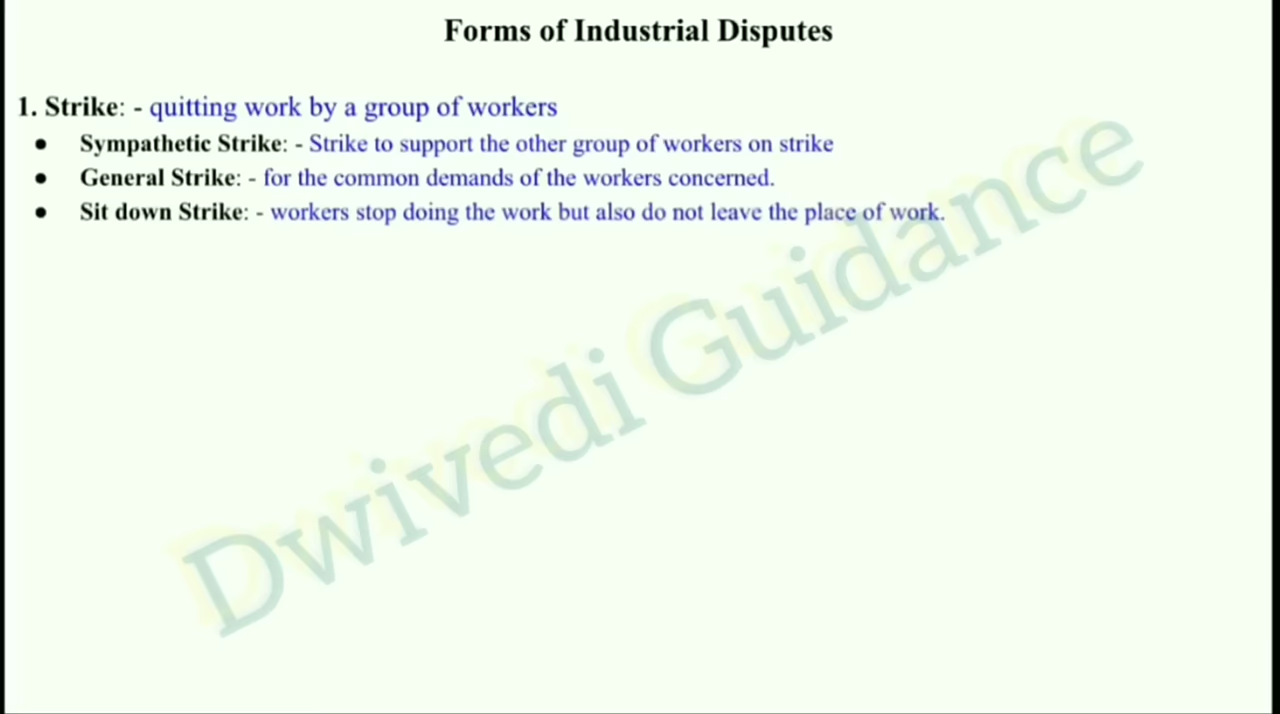 Forms of Industrial Disputes
1. Strike: - quitting work by a group of workers
● Sympathetic Strike: - Strike to support the other group of workers on strike
● General Strike: - for the common demands of the workers concerned.
● Sit down Strike: - workers stop doing the work but also do not leave the place of work.
Dwivedi Guidance